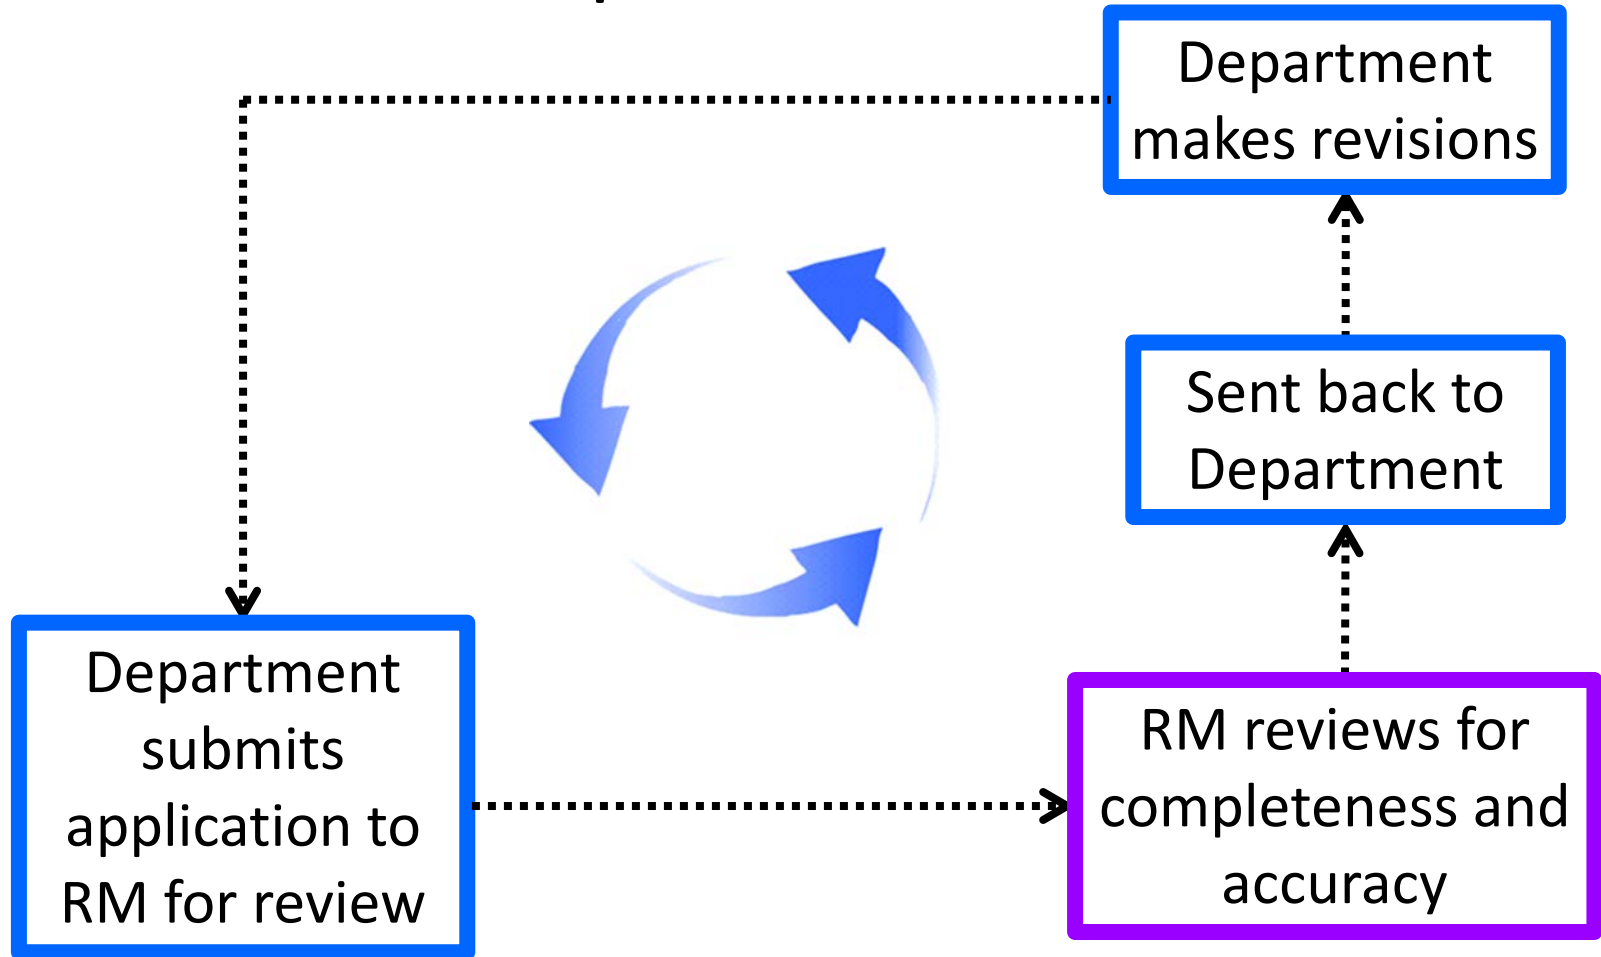 Department
makes revisions
Sent back to
Department
Department
submits
application to
RM for review
RM reviews for
completeness and
accuracy